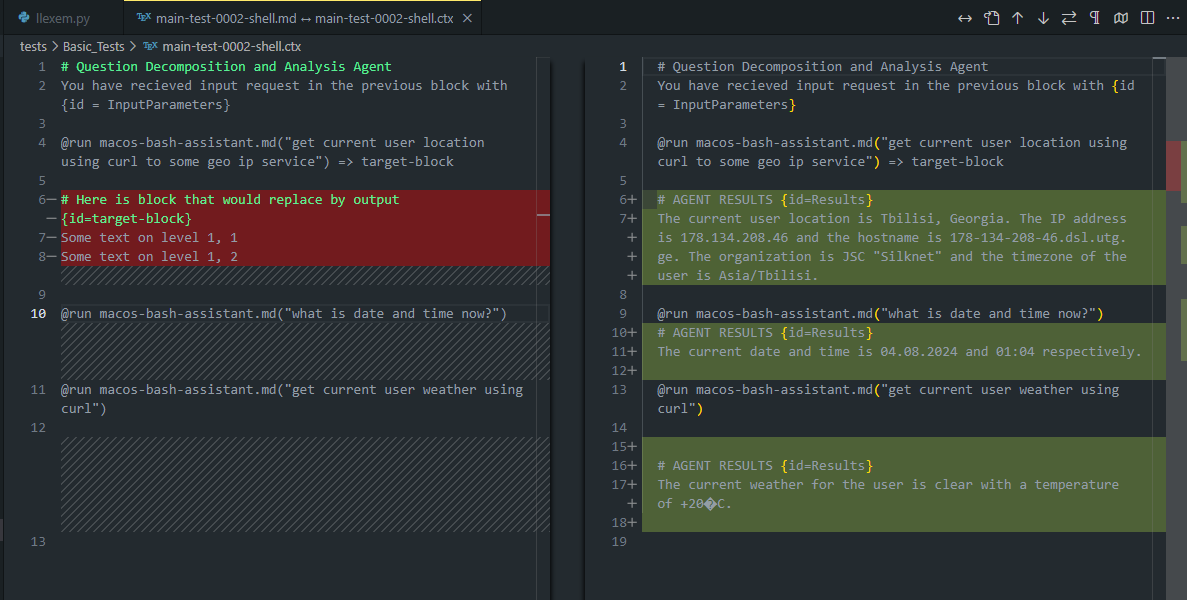 llexem.py
main-test-0002-shell.md ↔ main-test-0002-shell.ctx
tests > Basic_Tests > main-test-0002-shell.ctx
1 # Question Decomposition and Analysis Agent
2 You have recieved input request in the previous block with
{id = InputParameters}
3
4 @run macos-bash-assistant.md("get current user location
using curl to some geo ip service") => target-block
5
6− # Here is block that would replace by output
− {id=target-block}
7− Some text on level 1, 1
8− Some text on level 1, 2
9
10 @run macos-bash-assistant.md("what is date and time now?")
11 @run macos-bash-assistant.md("get current user weather using
curl")
12
13
1 # Question Decomposition and Analysis Agent
2 You have recieved input request in the previous block with {id
= InputParameters}
3
4 @run macos-bash-assistant.md("get current user location using
curl to some geo ip service") => target-block
5
6+ # AGENT RESULTS {id=Results}
7+ The current user location is Tbilisi, Georgia. The IP address
+ is 178.134.208.46 and the hostname is 178-134-208-46.dsl.utg.
+ ge. The organization is JSC "Silknet" and the timezone of the
+ user is Asia/Tbilisi.
8
9 @run macos-bash-assistant.md("what is date and time now?")
10+ # AGENT RESULTS {id=Results}
11+ The current date and time is 04.08.2024 and 01:04 respectively.
12+
13 @run macos-bash-assistant.md("get current user weather using
curl")
14
15+
16+ # AGENT RESULTS {id=Results}
17+ The current weather for the user is clear with a temperature
+ of +20�C.
18+
19